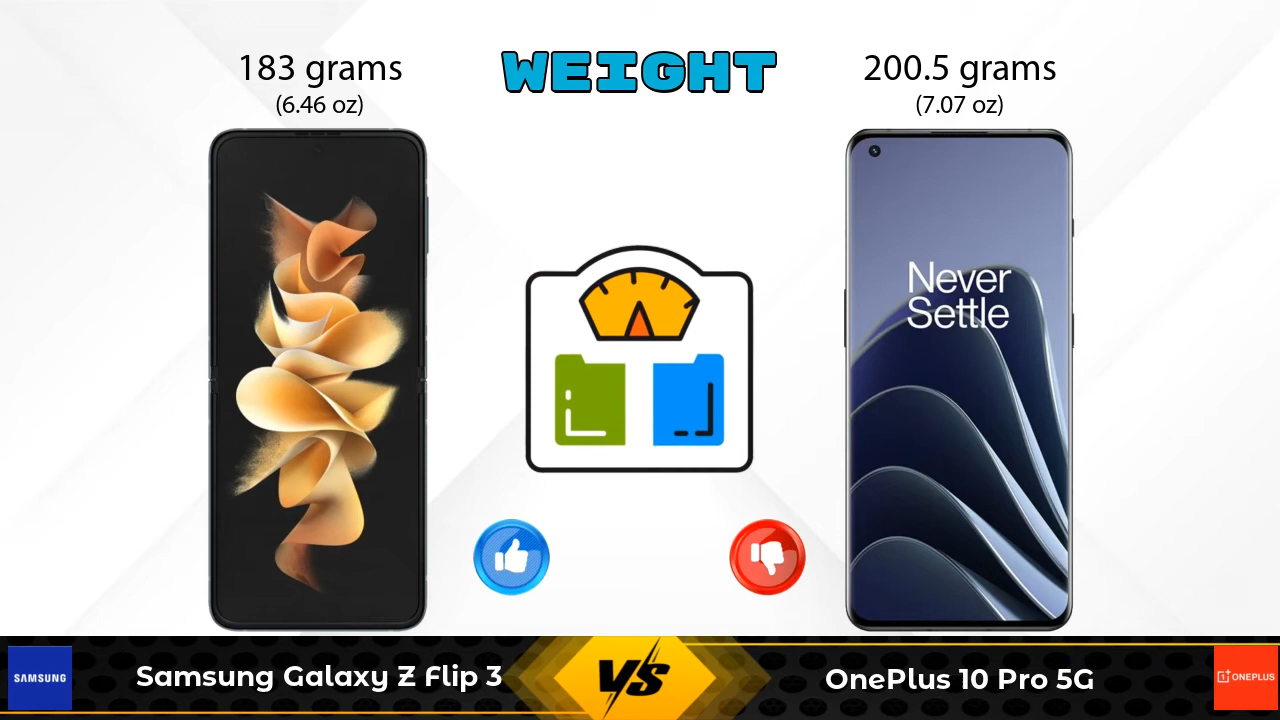 WEIGHT
183 grams
(6.46 oz)
200.5 grams
(7.07 oz)
Never
Settle
SAMSUNG
Samsung Galaxy Z Flip 3
VS
OnePlus 10 Pro 5G
1+ ONEPLUS